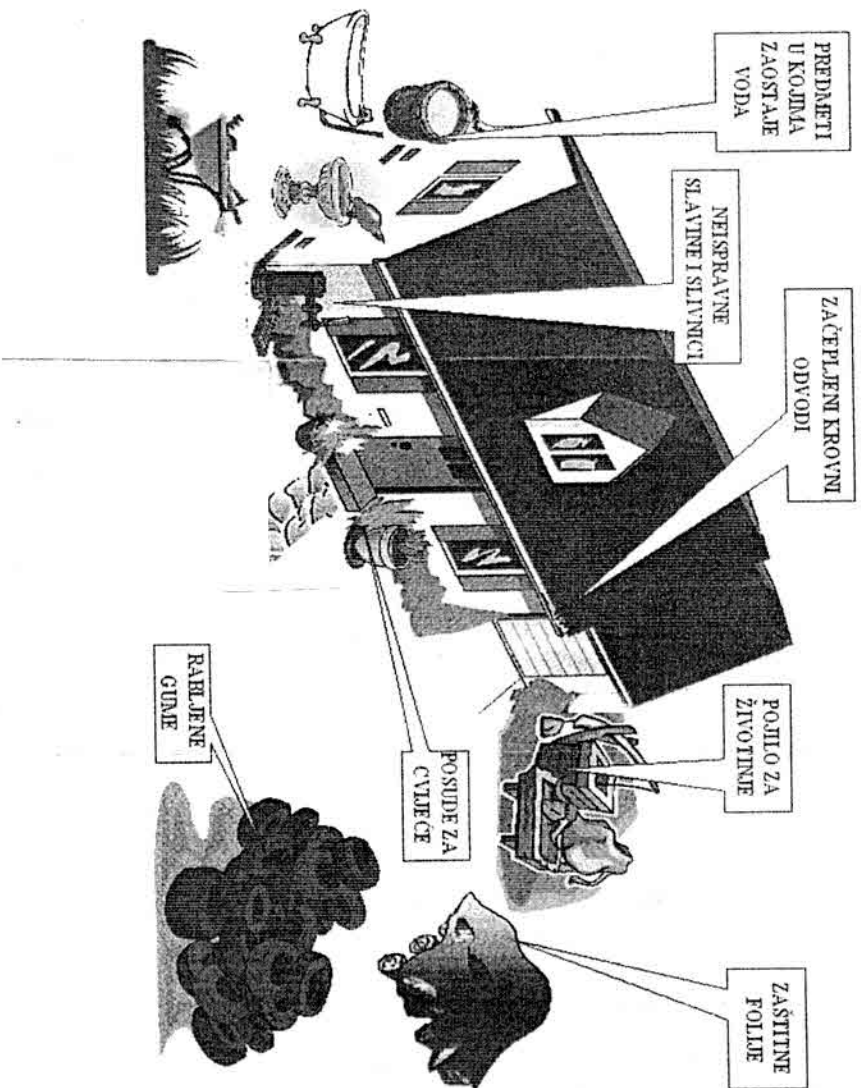 PREDMETI
U KOJIMA
ZAOSTAJE
VODA
NEISPRAVNE
SLAVINE I SLIVNICI
ZAČEPLJENI KROVNI
ODVODI
POJILO ZA
ŽIVOTINJE
ZAŠTITNE
FOLIJE
POSUDE ZA
CVIJEĆE
RABLJENE
GUME